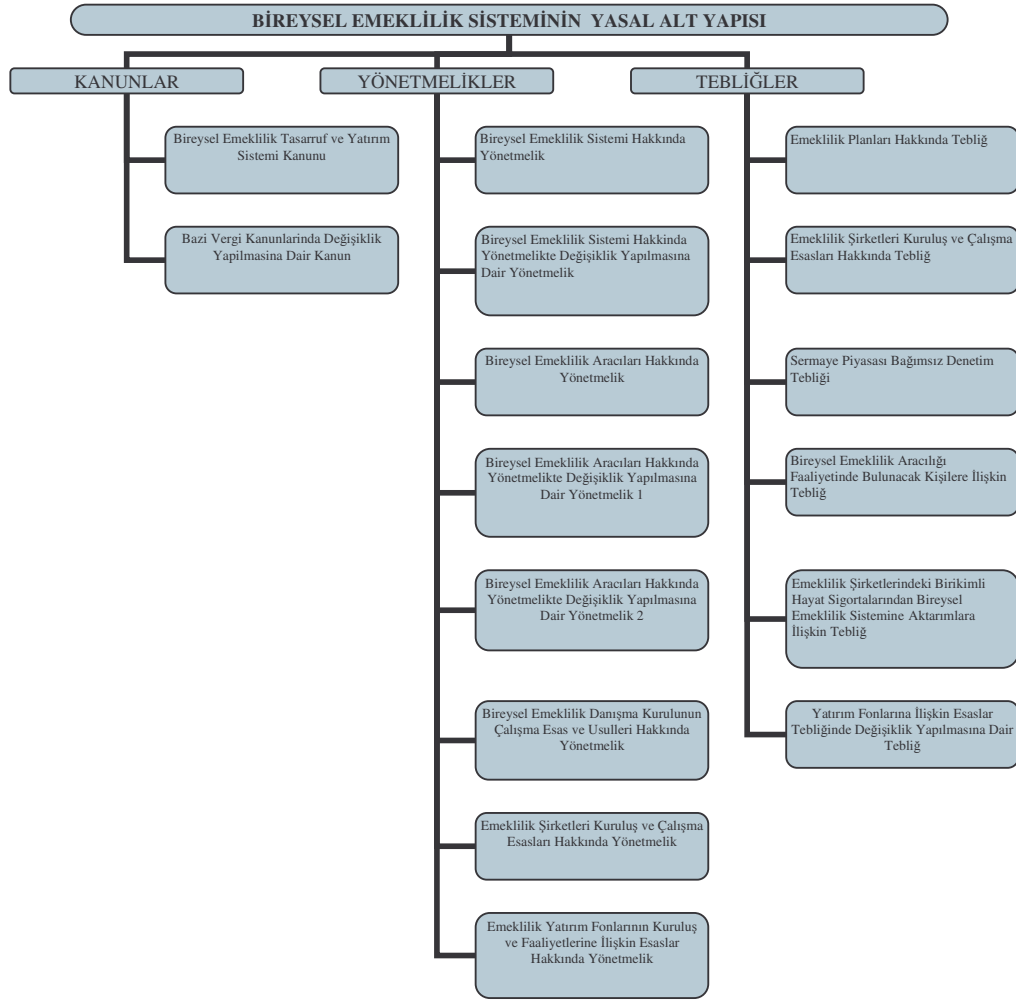 BİREYSEL EMEKLİLİK SİSTEMİNİN YASAL ALT YAPISI
KANUNLAR
Bireysel Emeklilik Tasarruf ve Yatırım
Sistemi Kanunu
Bazi Vergi Kanunlarinda Değişiklik
Yapilmasina Dair Kanun
YÖNETMELİKLER
Bireysel Emeklilik Sistemi Hakkında
Yönetmelik
Bireysel Emeklilik Sistemi Hakkinda
Yönetmelikte Değişiklik Yapılmasına
Dair Yönetmelik
Bireysel Emeklilik Aracıları Hakkında
Yönetmelik
Bireysel Emeklilik Aracıları Hakkında
Yönetmelikte Değişiklik Yapılmasına
Dair Yönetmelik 1
Bireysel Emeklilik Aracıları Hakkında
Yönetmelikte Değişiklik Yapılmasına
Dair Yönetmelik 2
Bireysel Emeklilik Danışma Kurulunun
Çalışma Esas ve Usulleri Hakkında
Yönetmelik
Emeklilik Şirketleri Kuruluş ve Çalışma
Esasları Hakkında Yönetmelik
Emeklilik Yatırım Fonlarının Kuruluş
ve Faaliyetlerine İlişkin Esaslar
Hakkında Yönetmelik
TEBLİĞLER
Emeklilik Planları Hakkında Tebliğ
Emeklilik Şirketleri Kuruluş ve Çalışma
Esasları Hakkında Tebliğ
Sermaye Piyasası Bağımsız Denetim
Tebliği
Bireysel Emeklilik Aracılığı
Faaliyetinde Bulunacak Kişilere İlişkin
Tebliğ
Emeklilik Şirketlerindeki Birikimli
Hayat Sigortalarından Bireysel
Emeklilik Sistemine Aktarımlara
İlişkin Tebliğ
Yatırım Fonlarına İlişkin Esaslar
Tebliğinde Değişiklik Yapılmasına Dair
Tebliğ